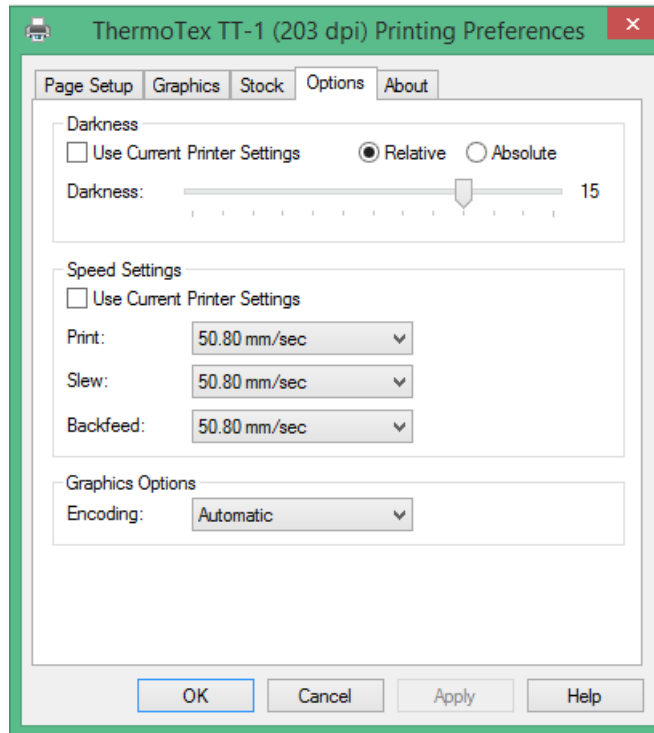 ThermoTex TT-1 (203 dpi) Printing Preferences
Page Setup Graphics Stock Options About
Darkness
Use Current Printer Settings Relative Absolute
Darkness: 15
Speed Settings
Use Current Printer Settings
Print: 50.80 mm/sec
Slew: 50.80 mm/sec
Backfeed: 50.80 mm/sec
Graphics Options
Encoding: Automatic
OK Cancel Apply Help